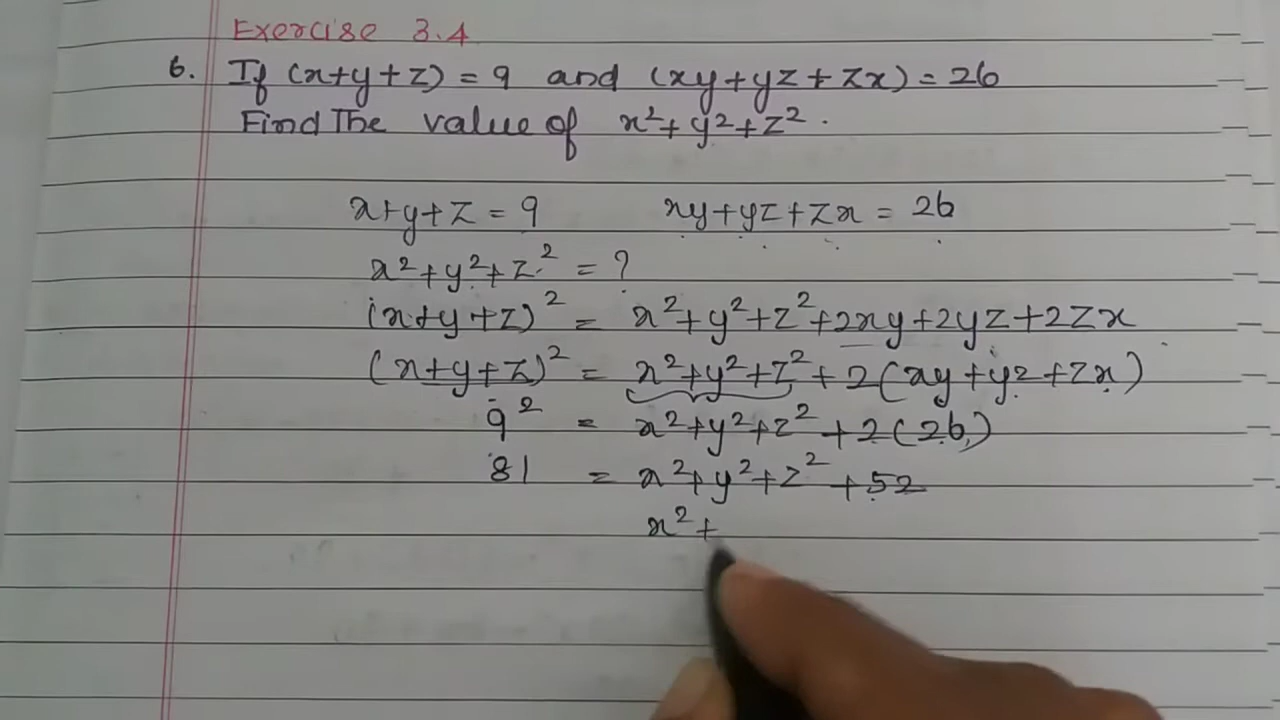 Exercise 3.4
6. If (x+y+z) = 9 and (xy+yz+zx) = 26
Find The value of x²+y²+z².
x+y+z = 9 xy+yz+zx = 26
x²+y²+z² = ?
(x+y+z)² = x²+y²+z²+2xy+2yz+2zx
(x+y+z)² = x²+y²+z²+2(xy+yz+zx)
9² = x²+y²+z²+2(26)
81 = x²+y²+z²+52
x²+